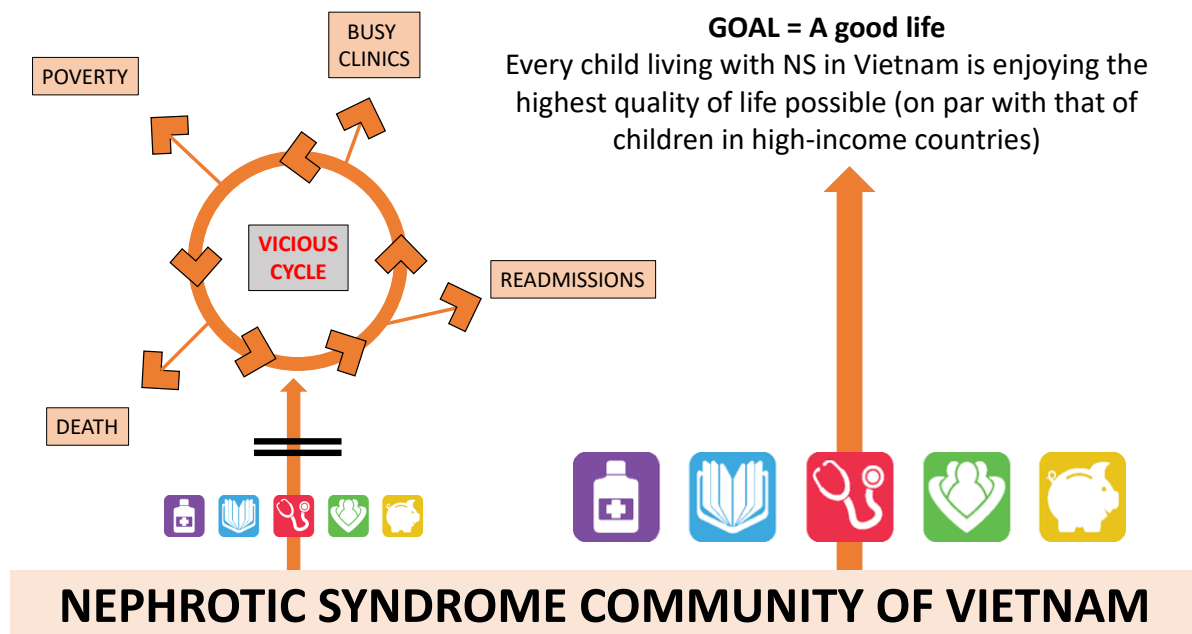 BUSY
CLINICS
POVERTY
VICIOUS
CYCLE
READMISSIONS
DEATH
GOAL = A good life
Every child living with NS in Vietnam is enjoying the
highest quality of life possible (on par with that of
children in high-income countries)
NEPHROTIC SYNDROME COMMUNITY OF VIETNAM